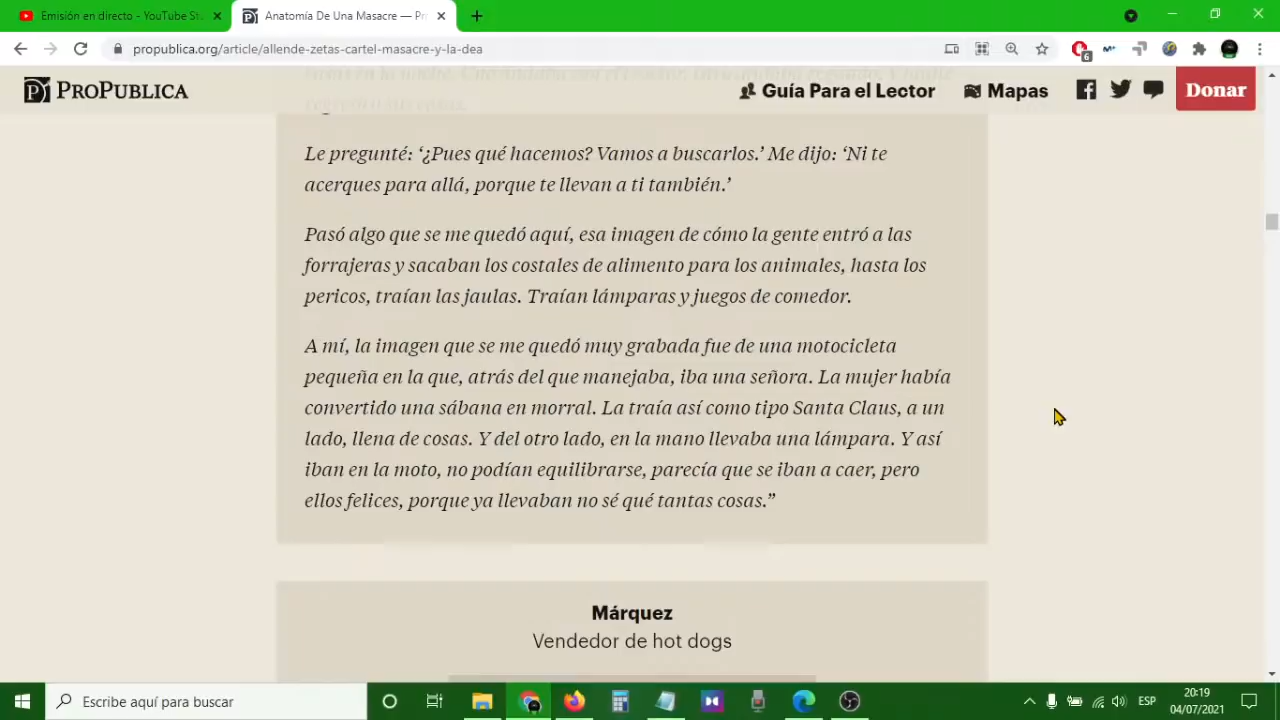 Emisión en directo - YouTube St
Anatomía De Una Masacre — Pr
propublica.org/article/allende-zetas-cartel-masacre-y-la-dea
6
PROPUBLICA
Guía Para el Lector
Mapas
Donar
Le pregunté: ‘¿Pues qué hacemos? Vamos a buscarlos.’ Me dijo: ‘Ni te
acerques para allá, porque te llevan a ti también.’
Pasó algo que se me quedó aquí, esa imagen de cómo la gente entró a las
forrajeras y sacaban los costales de alimento para los animales, hasta los
pericos, traían las jaulas. Traían lámparas y juegos de comedor.
A mí, la imagen que se me quedó muy grabada fue de una motocicleta
pequeña en la que, atrás del que manejaba, iba una señora. La mujer había
convertido una sábana en morral. La traía así como tipo Santa Claus, a un
lado, llena de cosas. Y del otro lado, en la mano llevaba una lámpara. Y así
iban en la moto, no podían equilibrarse, parecía que se iban a caer, pero
ellos felices, porque ya llevaban no sé qué tantas cosas.”
Márquez
Vendedor de hot dogs
Escribe aquí para buscar
ESP
20:19
04/07/2021